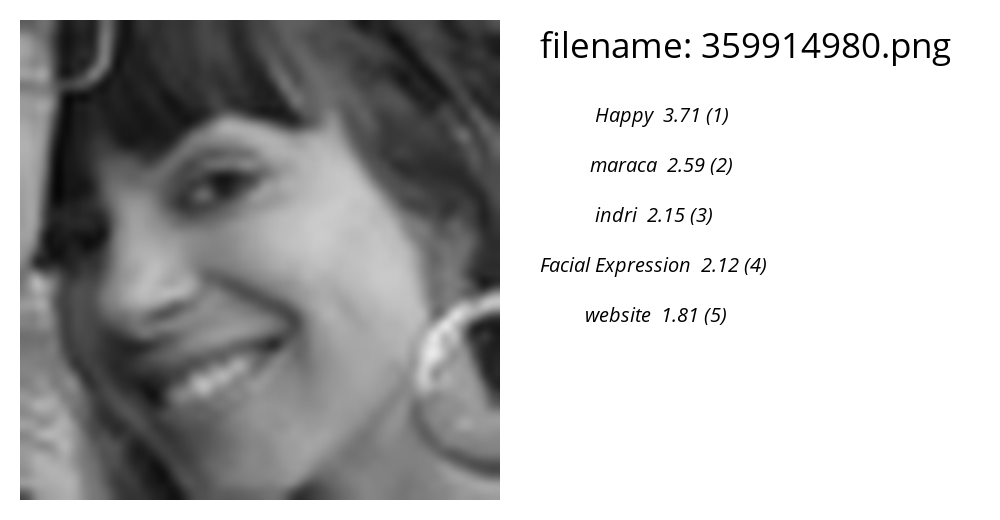 filename: 359914980.png
Happy 3.71 (1)
maraca 2.59 (2)
indri 2.15 (3)
Facial Expression 2.12 (4)
website 1.81 (5)